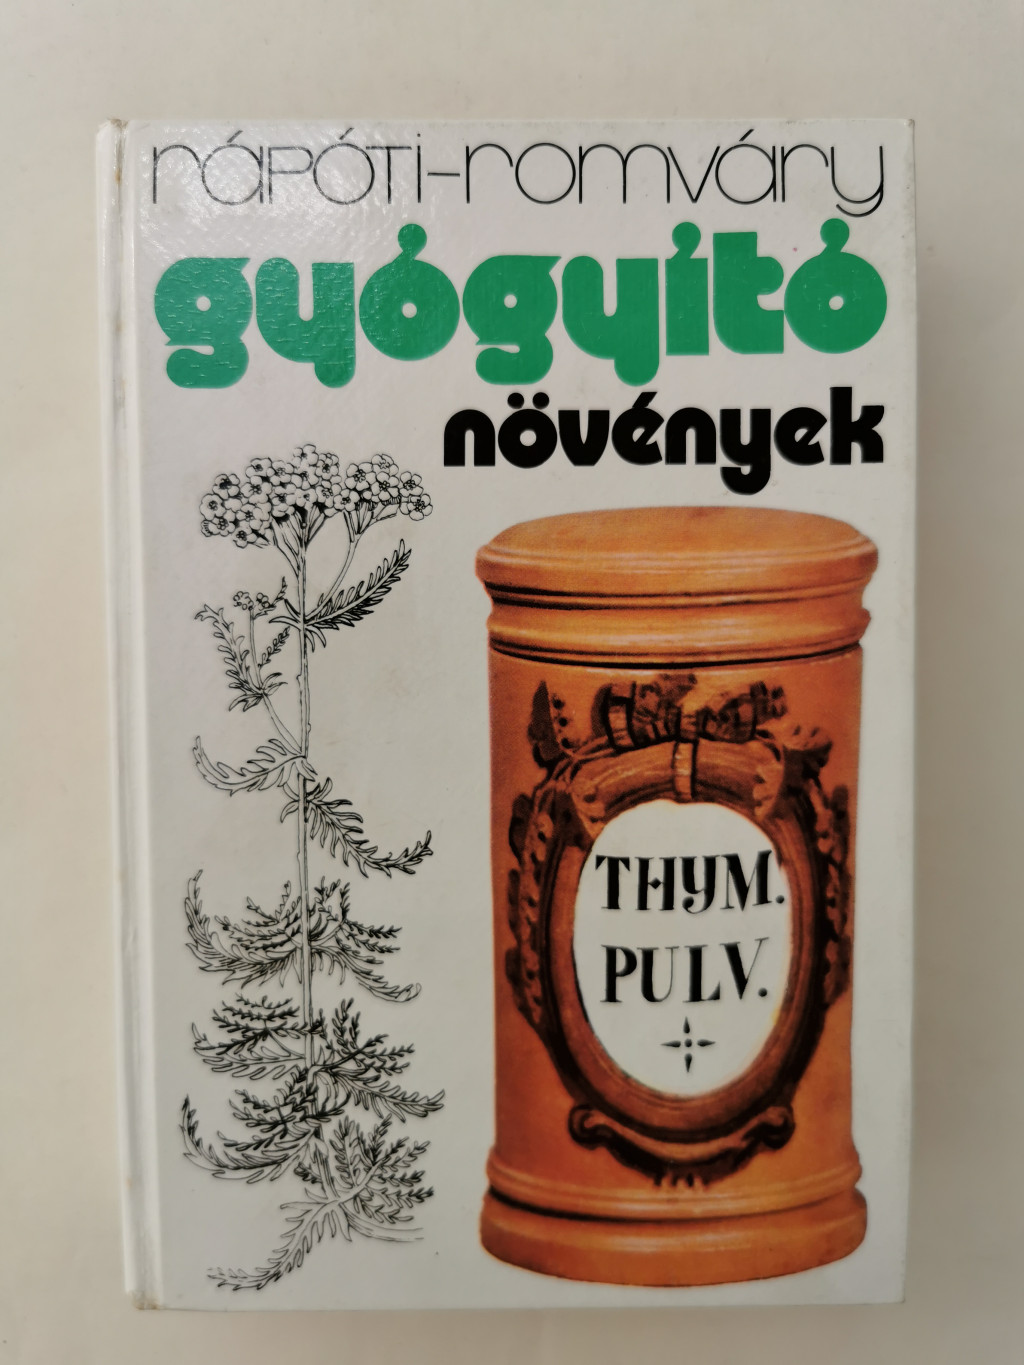 rápóti-romváry
gyógyító
növények
THYM.
PULV.